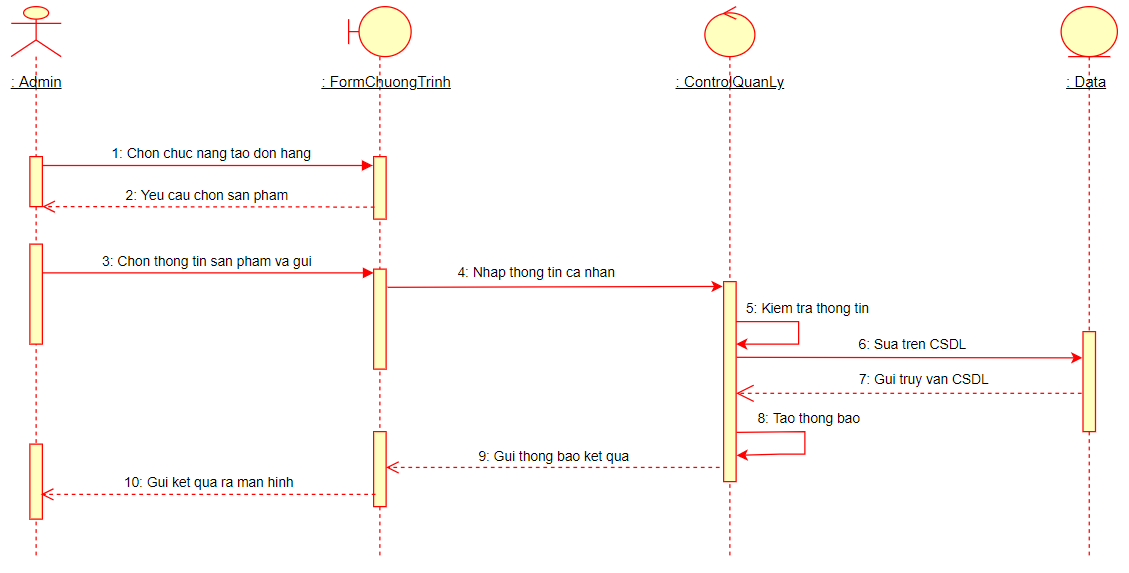 : Admin
: FormChuongTrinh
: ControlQuanLy
: Data
1: Chon chuc nang tao don hang
2: Yeu cau chon san pham
3: Chon thong tin san pham va gui
4: Nhap thong tin ca nhan
5: Kiem tra thong tin
6: Sua tren CSDL
7: Gui truy van CSDL
8: Tao thong bao
9: Gui thong bao ket qua
10: Gui ket qua ra man hinh